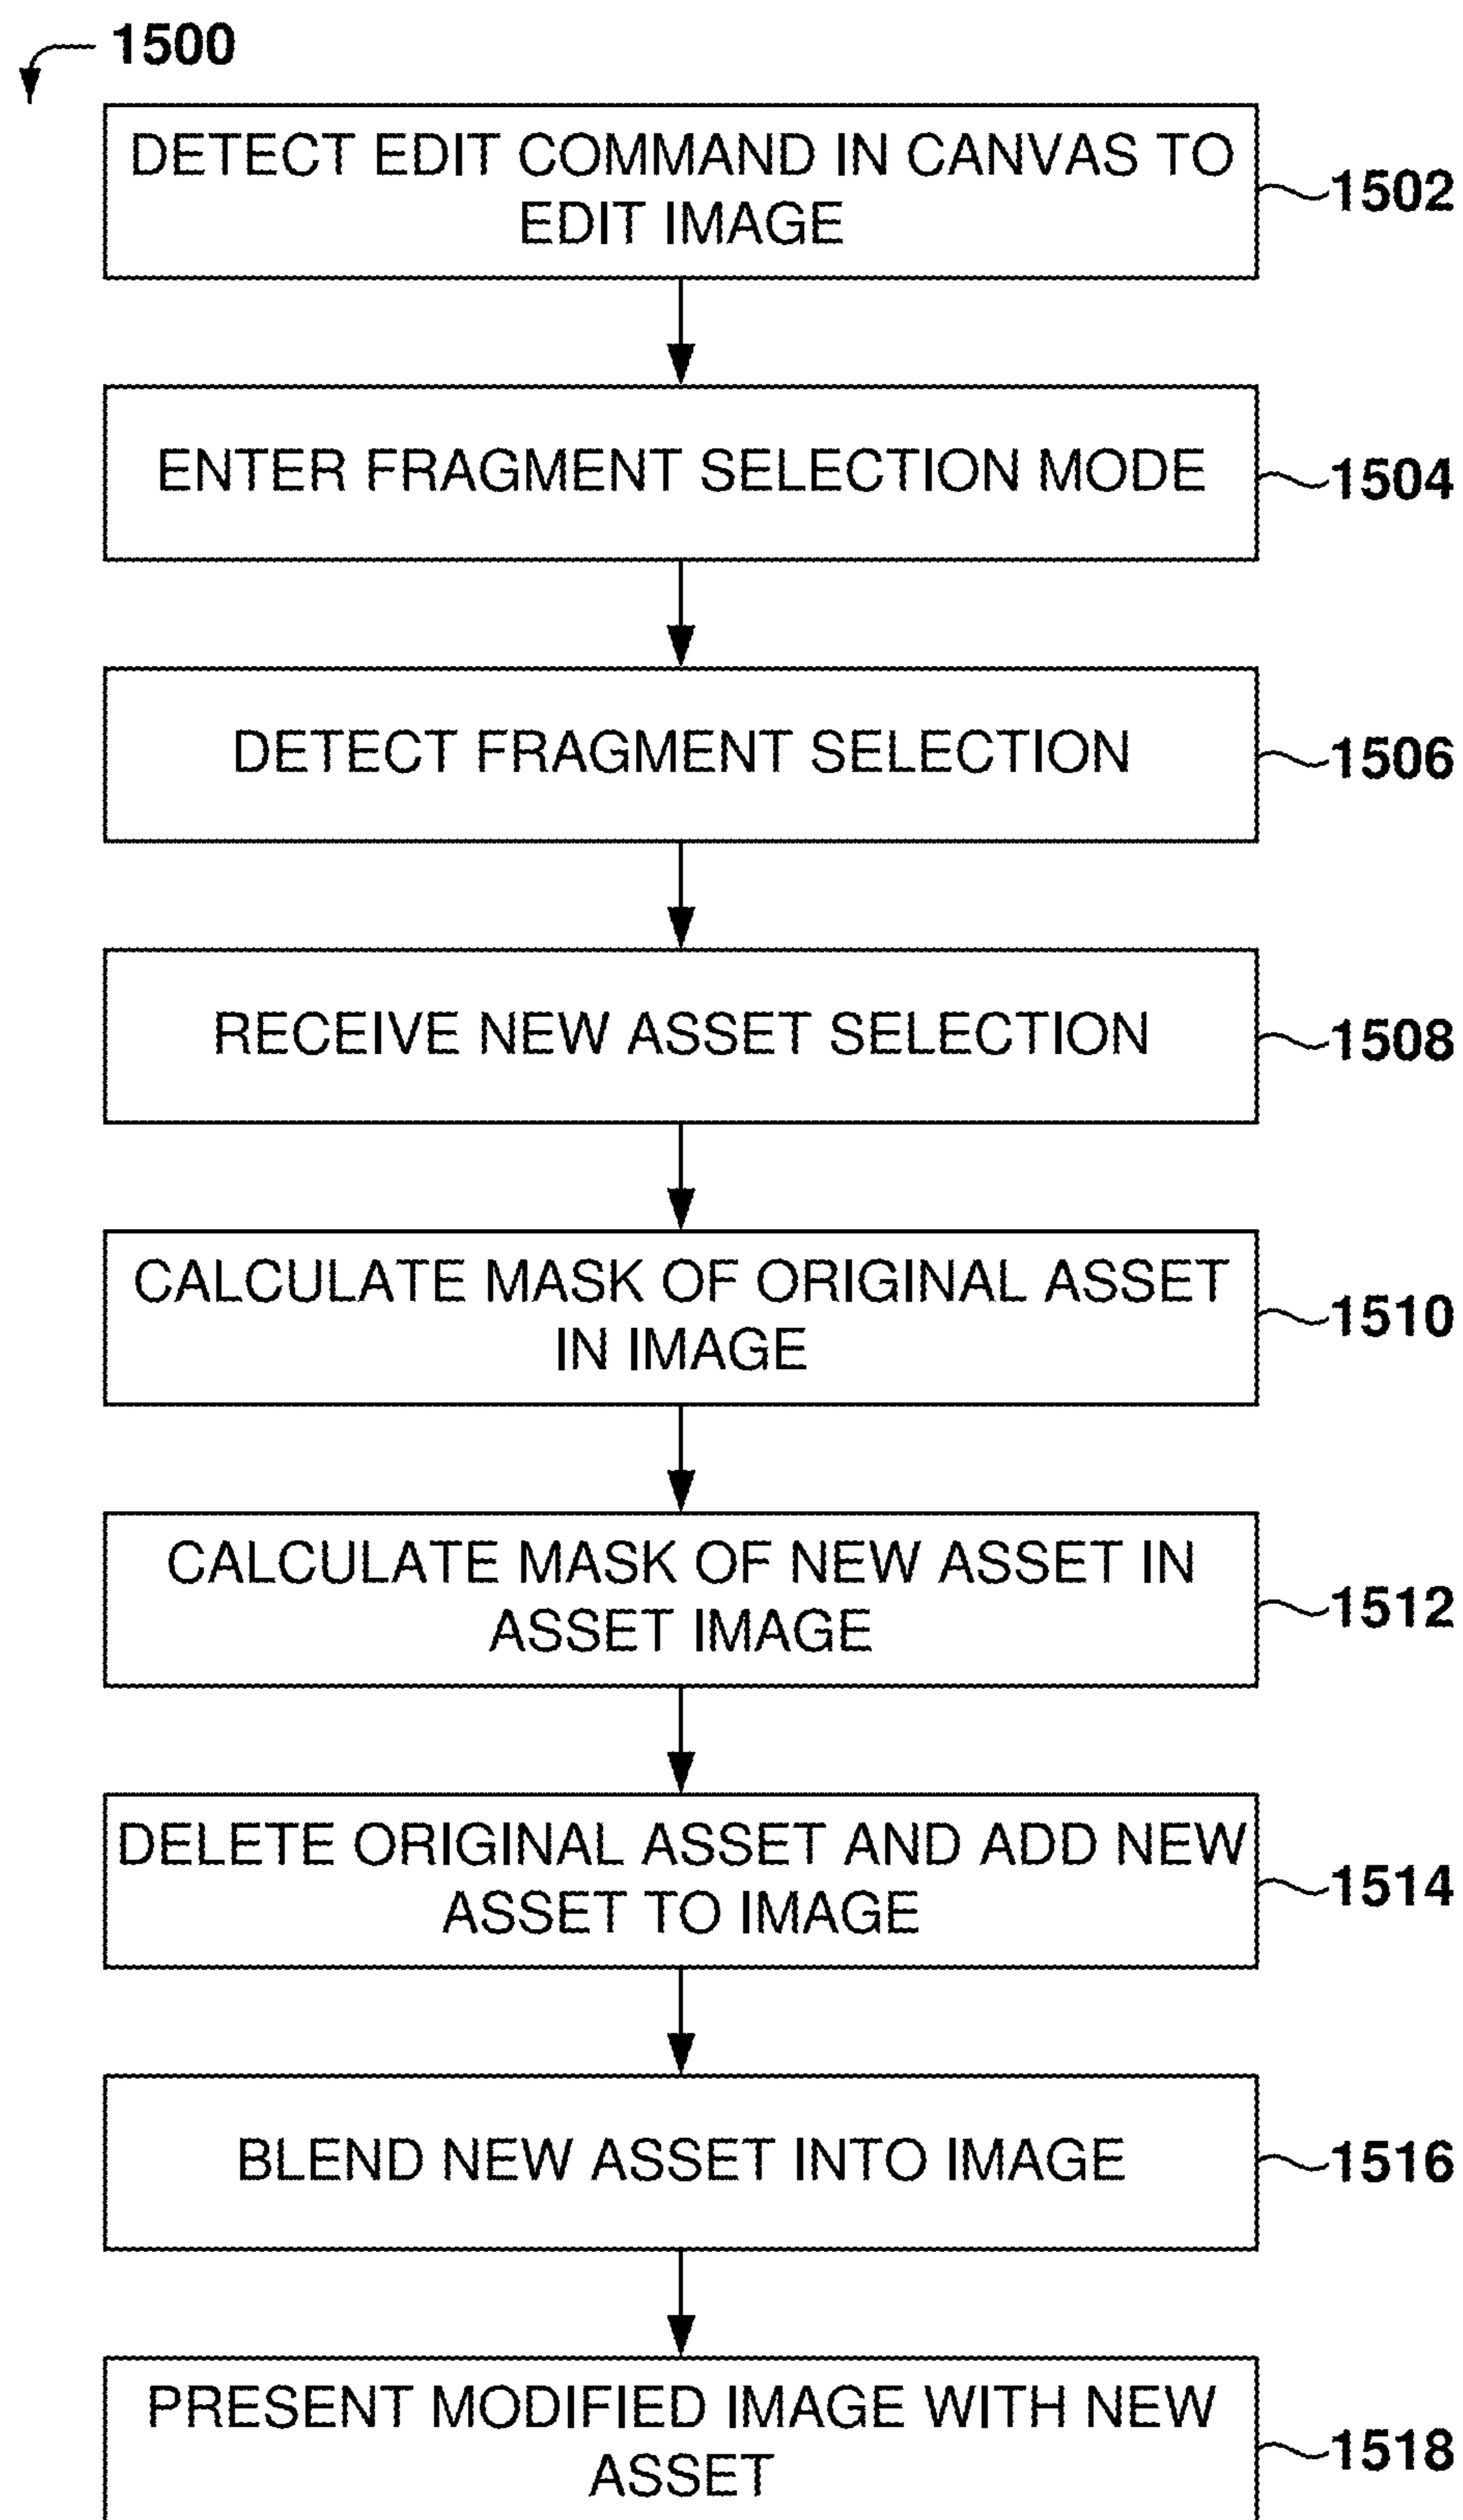 1500
DETECT EDIT COMMAND IN CANVAS TO
EDIT IMAGE
1502
ENTER FRAGMENT SELECTION MODE
1504
DETECT FRAGMENT SELECTION
1506
RECEIVE NEW ASSET SELECTION
1508
CALCULATE MASK OF ORIGINAL ASSET
IN IMAGE
1510
CALCULATE MASK OF NEW ASSET IN
ASSET IMAGE
1512
DELETE ORIGINAL ASSET AND ADD NEW
ASSET TO IMAGE
1514
BLEND NEW ASSET INTO IMAGE
1516
PRESENT MODIFIED IMAGE WITH NEW
ASSET
1518